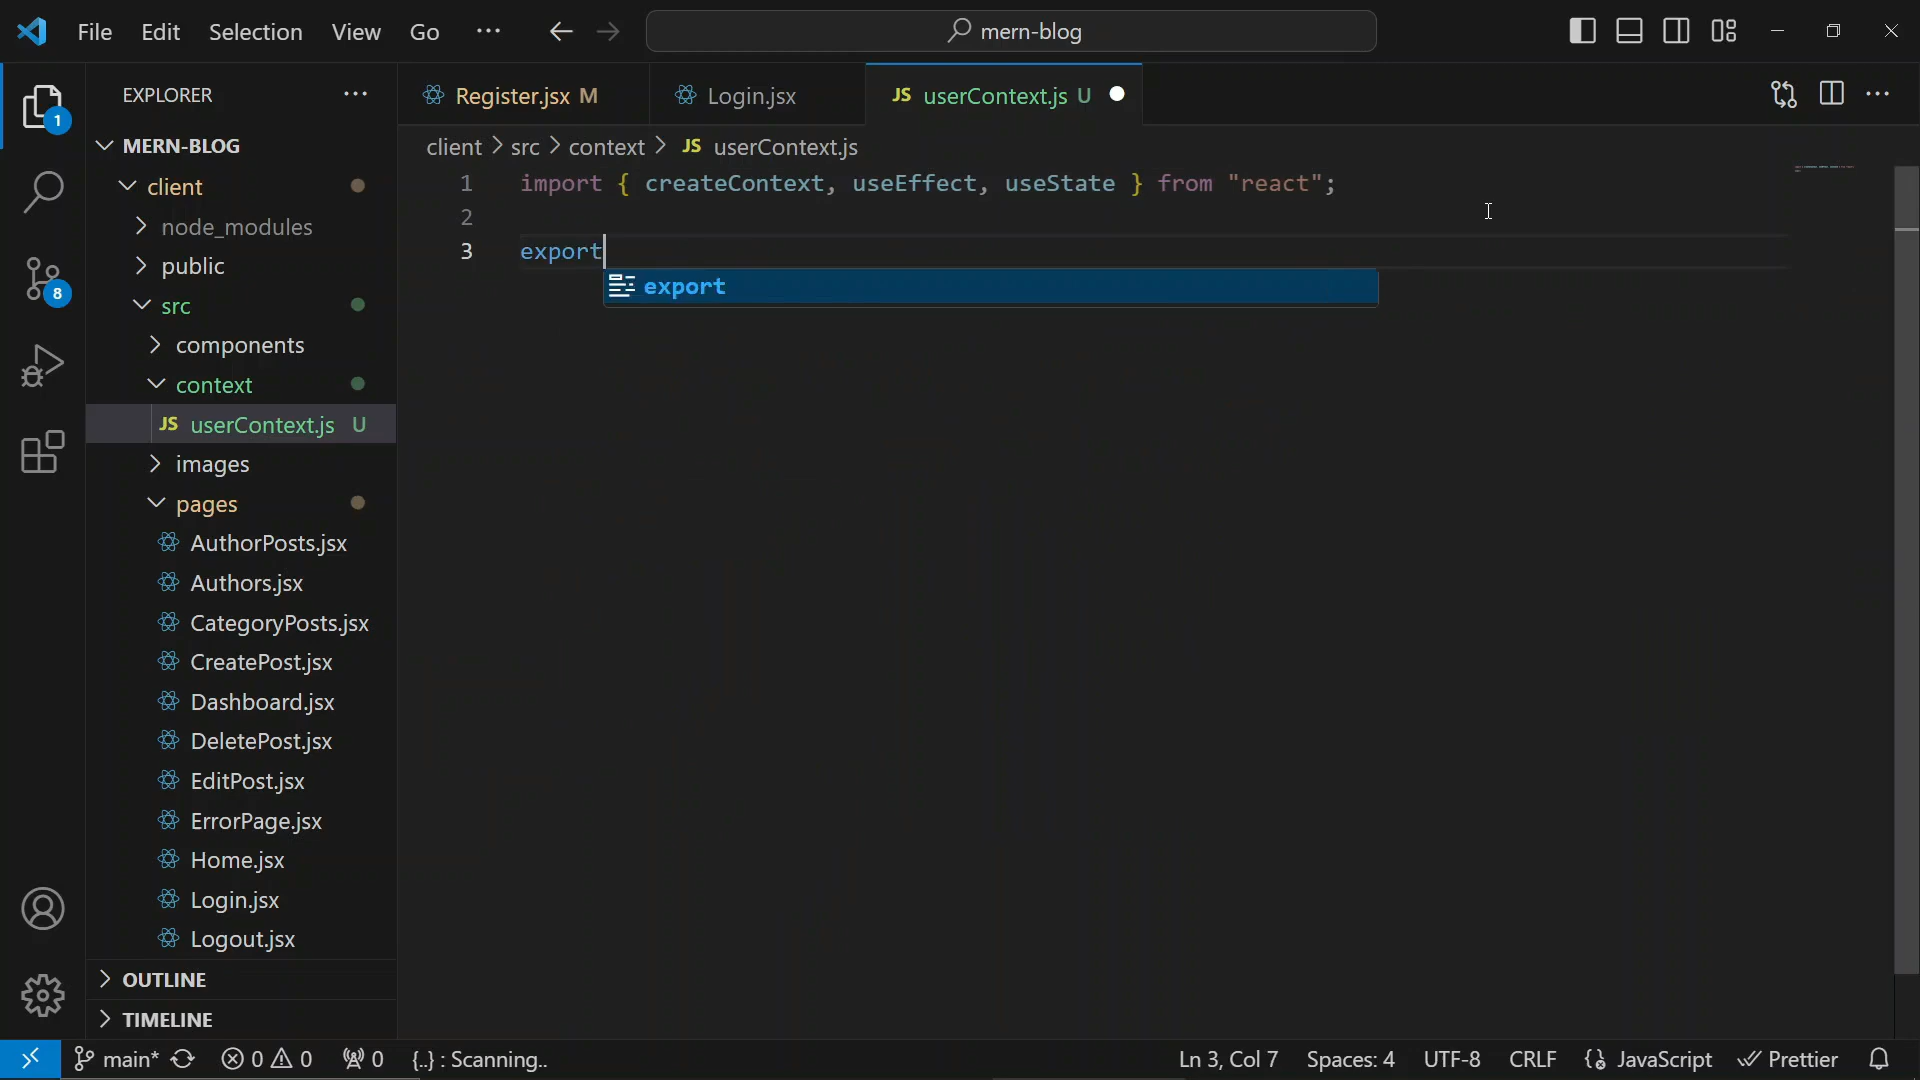 File Edit Selection View Go ··· mern-blog
EXPLORER ···
Register.jsx M Login.jsx JS userContext.js U
client > src > context > JS userContext.js
MERN-BLOG
client
node_modules
public
src
components
context
JS userContext.js U
images
pages
AuthorPosts.jsx
Authors.jsx
CategoryPosts.jsx
CreatePost.jsx
Dashboard.jsx
DeletePost.jsx
EditPost.jsx
ErrorPage.jsx
Home.jsx
Login.jsx
Logout.jsx
OUTLINE
TIMELINE
1
8
1 import { createContext, useEffect, useState } from "react";
2
3 export
export
main* 0 0 0 {..} : Scanning.. Ln 3, Col 7 Spaces: 4 UTF-8 CRLF JavaScript Prettier